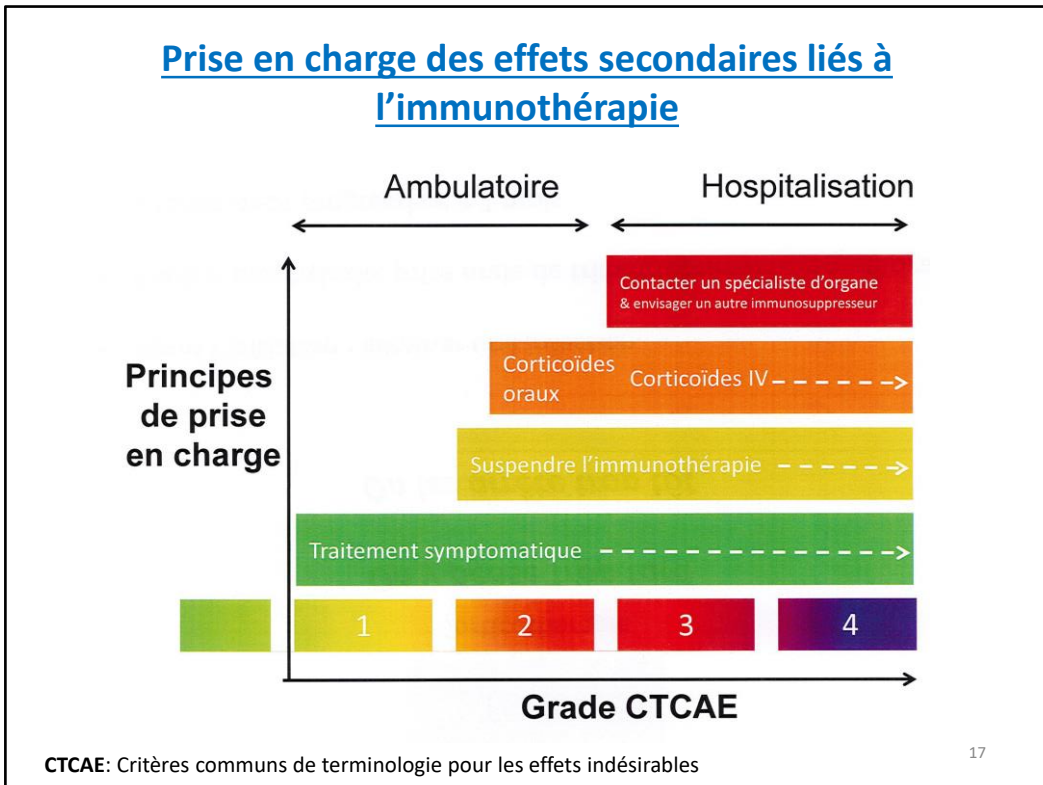 Prise en charge des effets secondaires liés à
l’immunothérapie
Ambulatoire
Hospitalisation
Contacter un spécialiste d’organe
& envisager un autre immunosuppresseur
Principes
de prise
en charge
Corticoïdes
oraux
Corticoïdes IV
Suspendre l’immunothérapie
Traitement symptomatique
1 2 3 4
Grade CTCAE
CTCAE: Critères communs de terminologie pour les effets indésirables
17